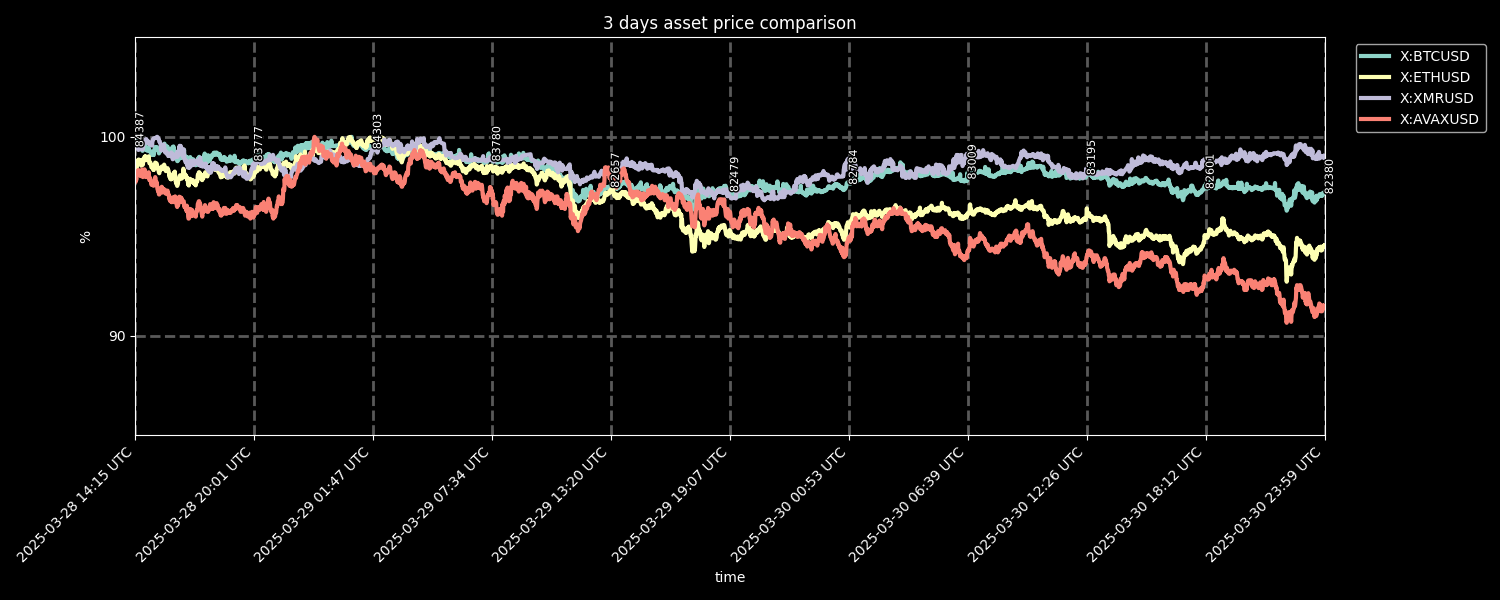 3 days asset price comparison
X:BTCUSD
X:ETHUSD
X:XMRUSD
X:AVAXUSD
%
100
90
84387
83777
84303
83780
82657
82479
82784
83009
83195
82601
82380
2025-03-28 14:15 UTC
2025-03-28 20:01 UTC
2025-03-29 01:47 UTC
2025-03-29 07:34 UTC
2025-03-29 13:20 UTC
2025-03-29 19:07 UTC
2025-03-30 00:53 UTC
2025-03-30 06:39 UTC
2025-03-30 12:26 UTC
2025-03-30 18:12 UTC
2025-03-30 23:59 UTC
time